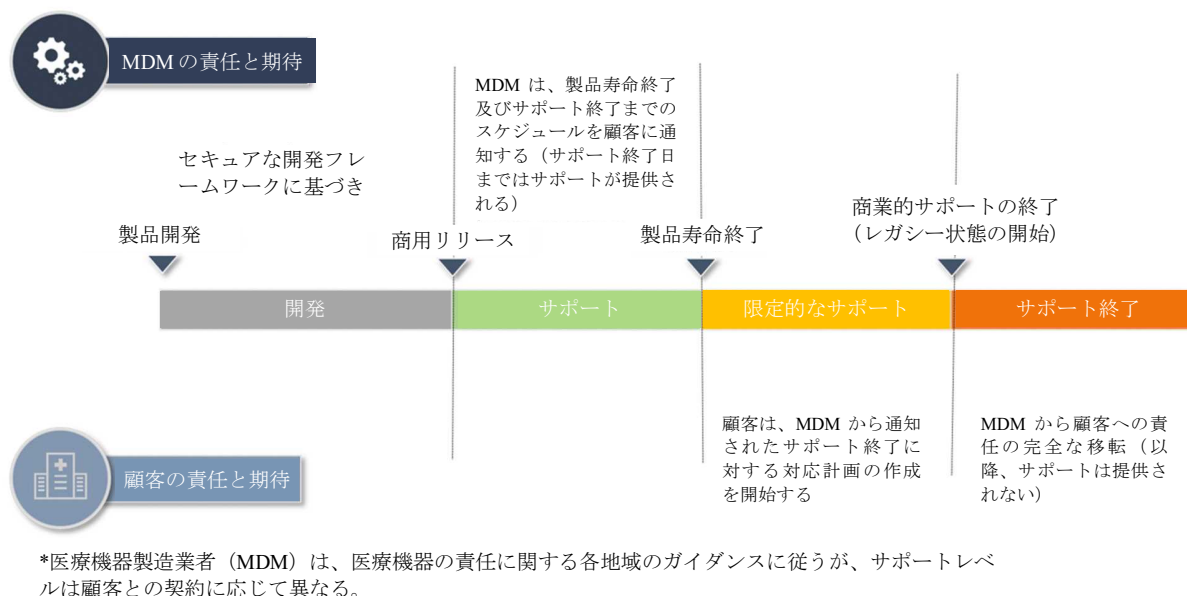 MDM の責任と期待
MDM は、製品寿命終了
及びサポート終了までの
スケジュールを顧客に通
知する（サポート終了日
まではサポートが提供さ
れる）
セキュアな開発フレ
ームワークに基づき
製品開発
商用リリース
製品寿命終了
商業的サポートの終了
（レガシー状態の開始）
開発
サポート
限定的なサポート
サポート終了
顧客の責任と期待
顧客は、MDM から通知
されたサポート終了に
対する対応計画の作成
を開始する
MDM から顧客への責
任の完全な移転（以
降、サポートは提供さ
れない）
*医療機器製造業者（MDM）は、医療機器の責任に関する各地域のガイダンスに従うが、サポートレベ
ルは顧客との契約に応じて異なる。